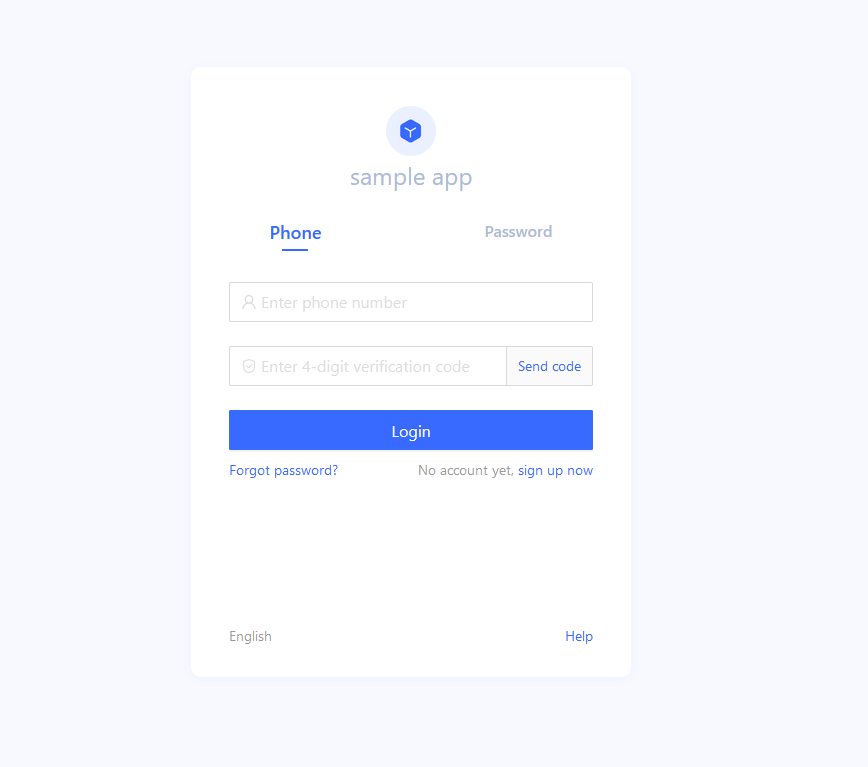 sample app
Phone Password
Enter phone number
Enter 4-digit verification code Send code
Login
Forgot password? No account yet, sign up now
English Help